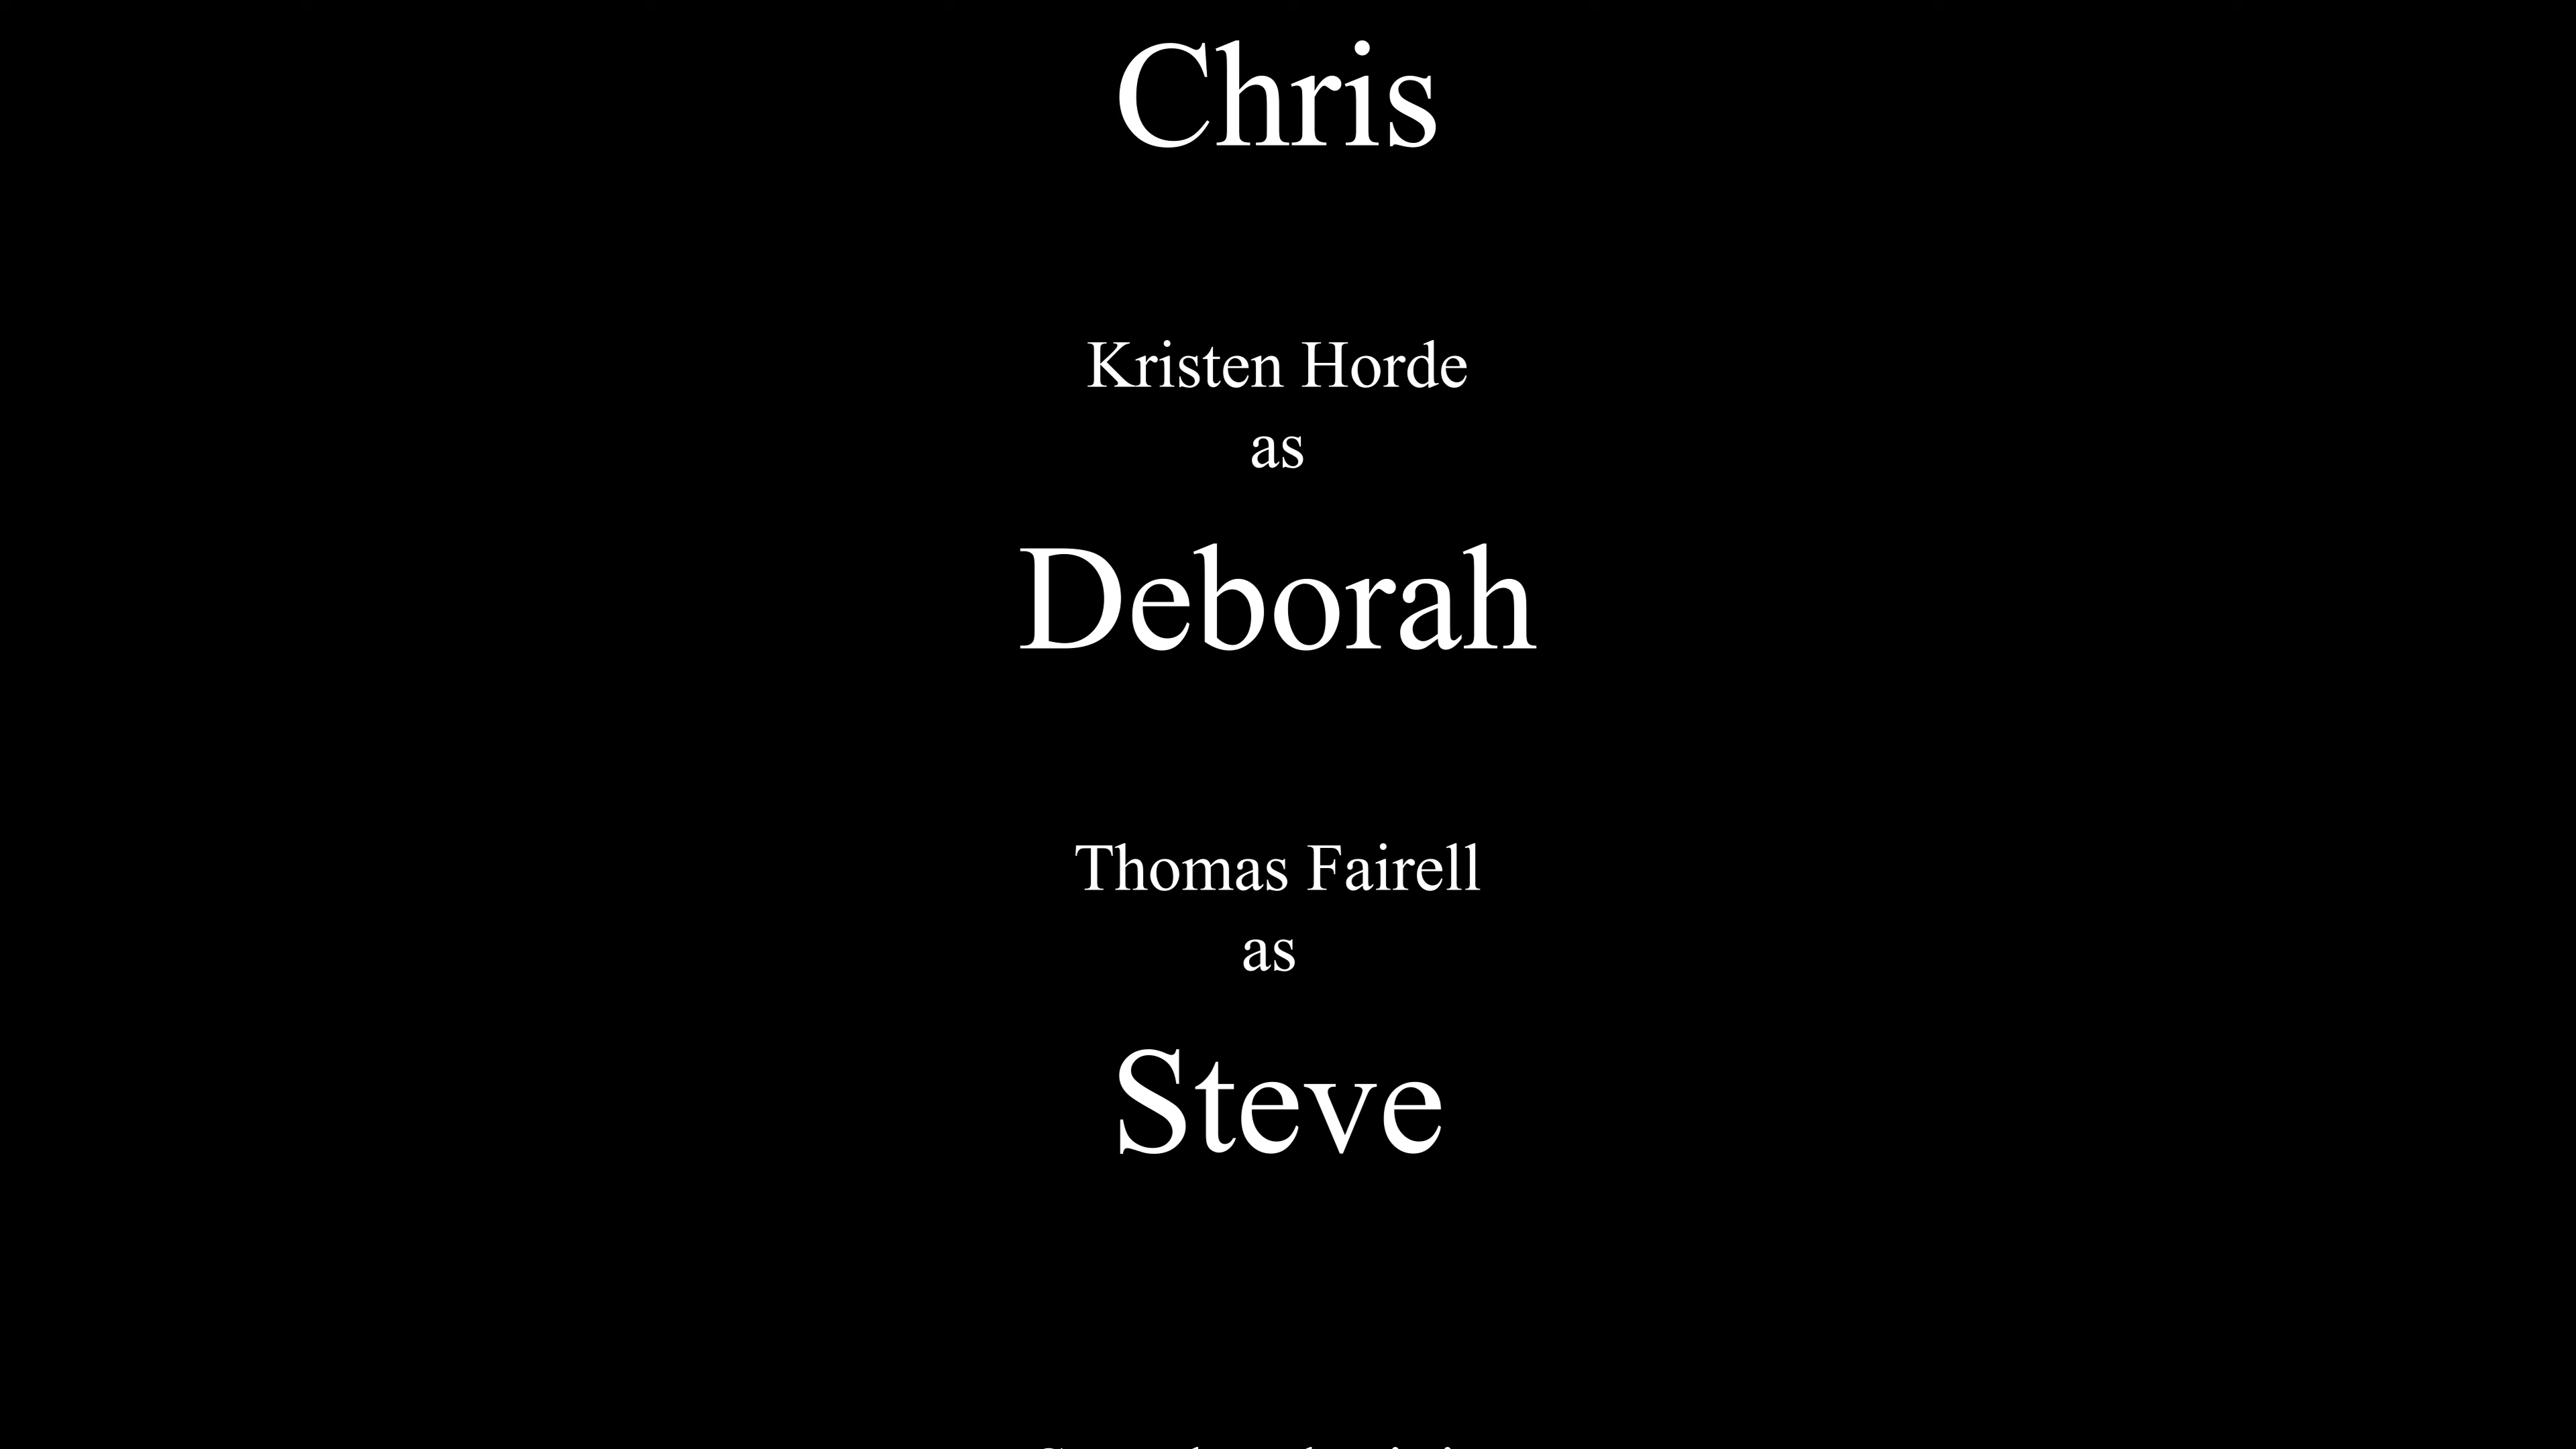 Chris
Kristen Horde
as
Deborah
Thomas Fairell
as
Steve